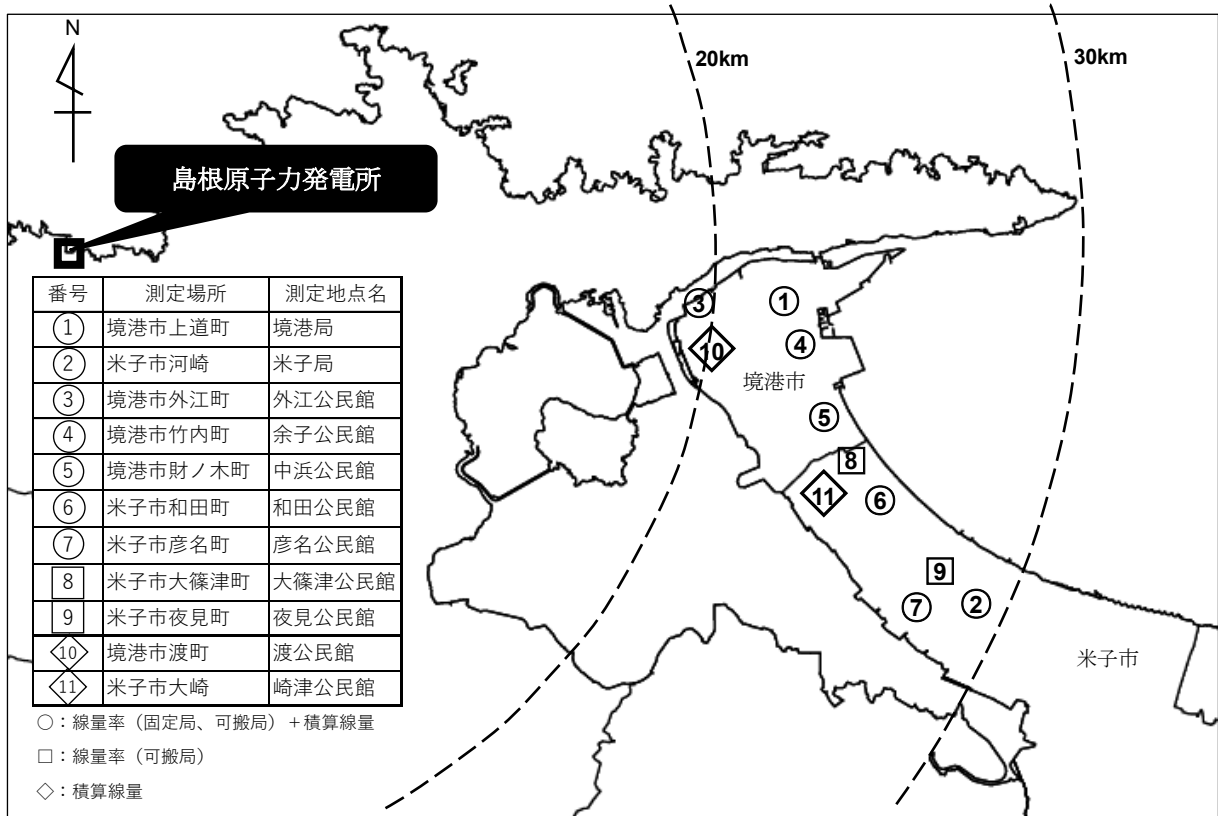 N
20km
30km
島根原子力発電所
番号 測定場所 測定地点名
① 境港市上道町 境港局
② 米子市河崎 米子局
③ 境港市外江町 外江公民館
④ 境港市竹内町 余子公民館
⑤ 境港市財ノ木町 中浜公民館
⑥ 米子市和田町 和田公民館
⑦ 米子市彦名町 彦名公民館
8 米子市大篠津町 大篠津公民館
9 米子市夜見町 夜見公民館
10 境港市渡町 渡公民館
11 米子市大崎 崎津公民館
○：線量率（固定局、可搬局）＋積算線量
□：線量率（可搬局）
◇：積算線量
③
①
10
④
境港市
⑤
8
11
⑥
9
⑦
②
米子市